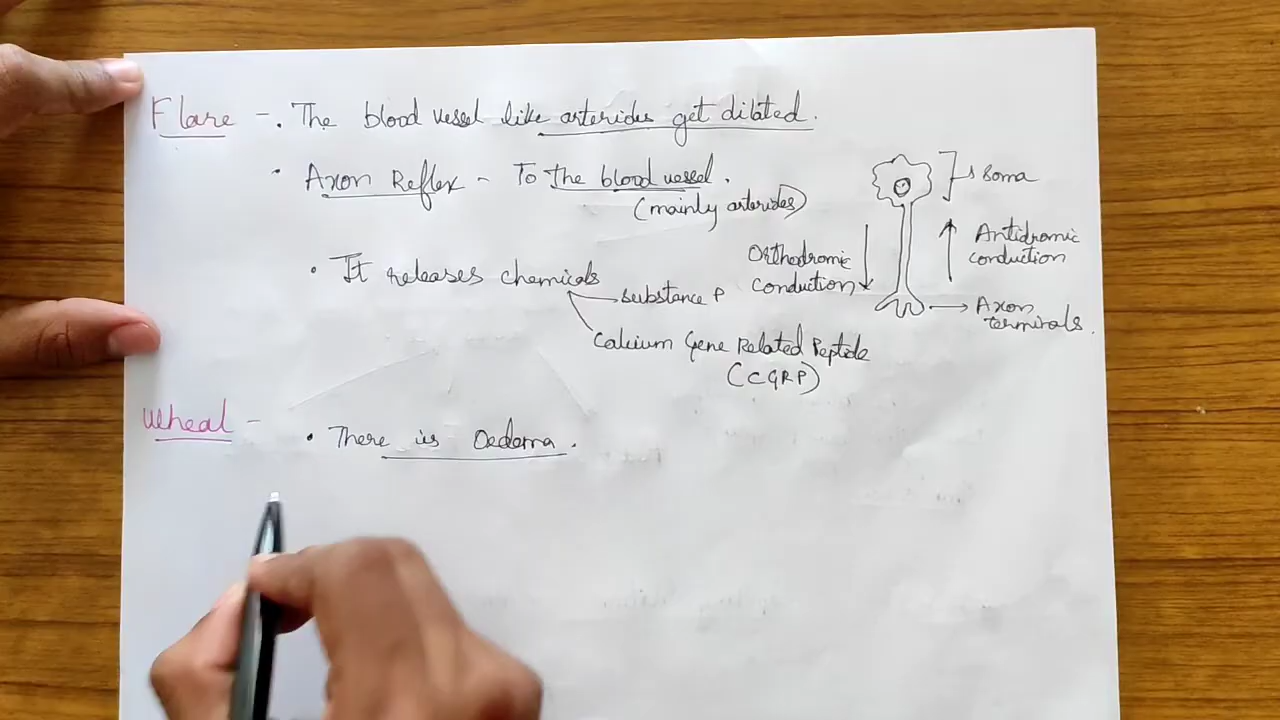 Flare - . The blood vessel like arterioles get dilated.
• Axon Reflex - To the blood vessel.
(mainly arterioles)
Soma
Orthodromic
conduction
Antidromic
conduction
• It releases chemicals
Substance P
Axon
terminals.
Calcium Gene Related Peptide
(CGRP)
Wheal -
• There is Oedema.